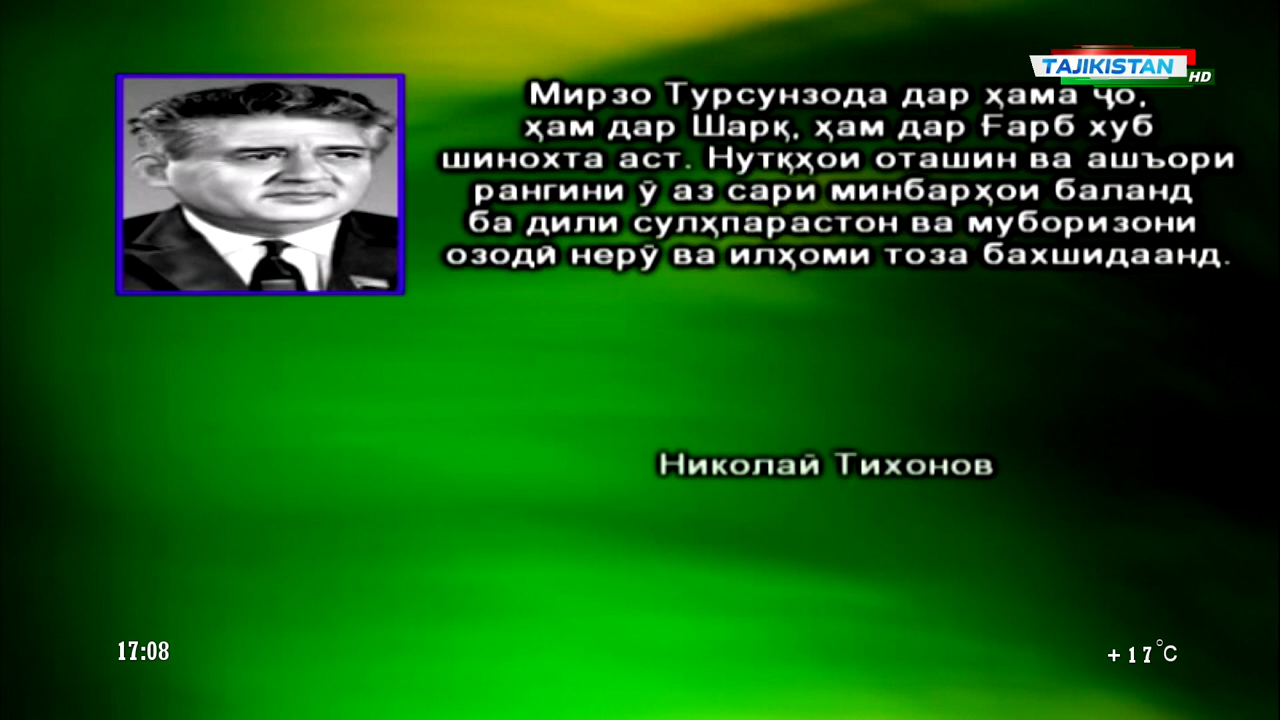 TAJIKISTAN HD
Мирзо Турсунзода дар ҳама ҷо,
ҳам дар Шарқ, ҳам дар Ғарб хуб
шинохта аст. Нутқҳои оташин ва ашъори
рангини ӯ аз сари минбарҳои баланд
ба дили сулҳпарастон ва муборизони
озодӣ нерӯ ва илҳоми тоза бахшидаанд.
Николай Тихонов
17:08
+17°C